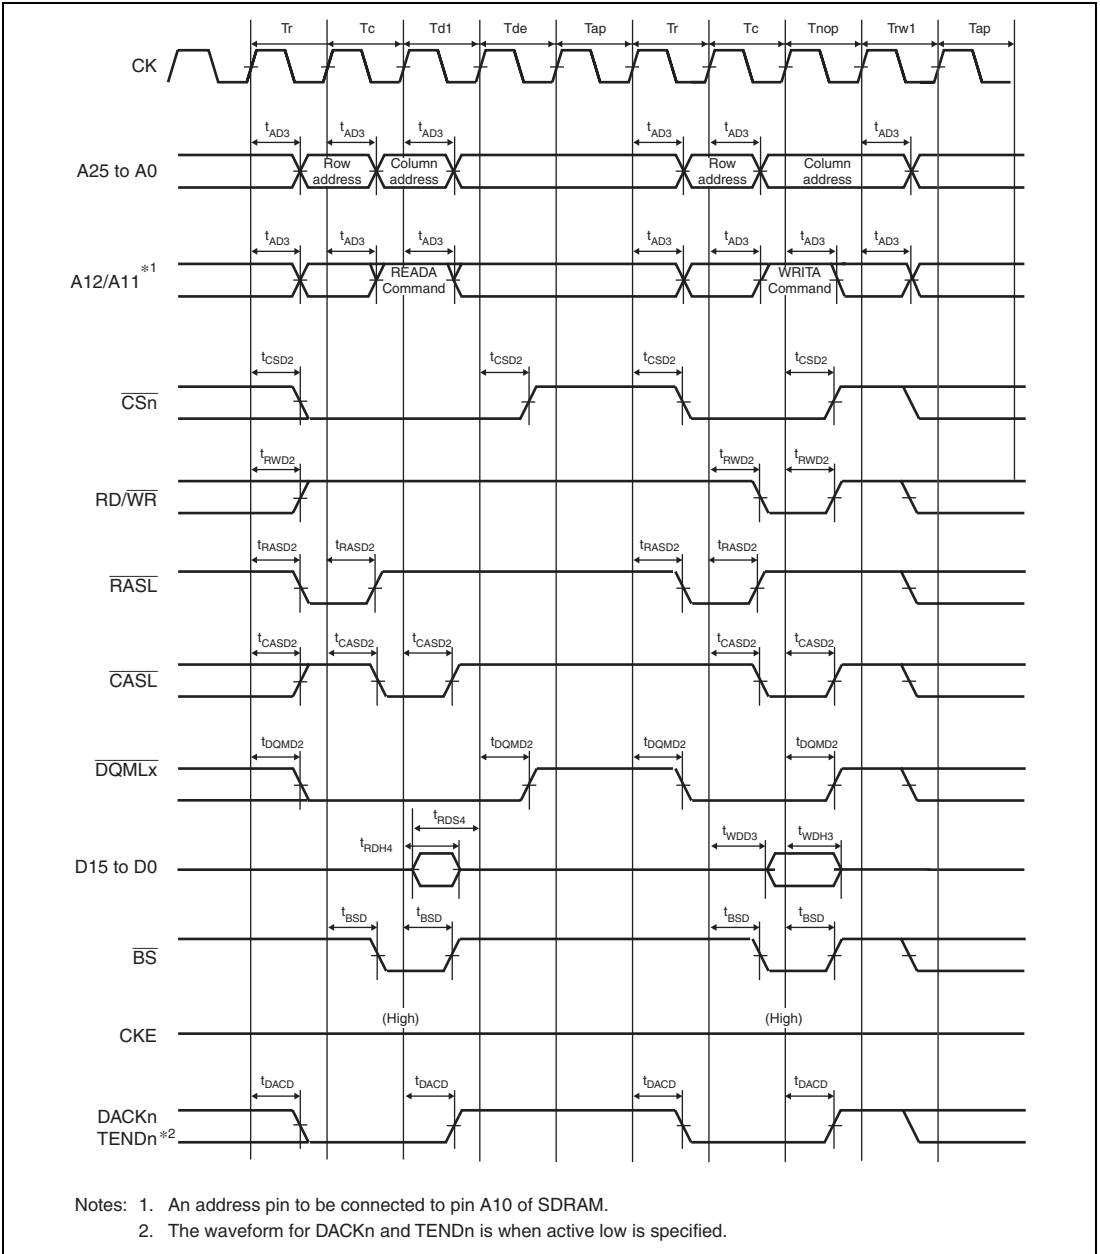 Tr Tc Td1 Tde Tap Tr Tc Tnop Trw1 Tap
CK
tAD3 tAD3 tAD3 tAD3 tAD3 tAD3
A25 to A0
Row address Column address Row address Column address
tAD3 tAD3 tAD3 tAD3 tAD3 tAD3 tAD3
A12/A11*1
READA Command WRITA Command
tCSD2 tCSD2 tCSD2 tCSD2
CSn
tRWD2 tRWD2 tRWD2
RD/WR
tRASD2 tRASD2 tRASD2 tRASD2
RASL
tCASD2 tCASD2 tCASD2 tCASD2 tCASD2
CASL
tDQMD2 tDQMD2 tDQMD2 tDQMD2
DQMLx
tRDS4
tRDH4 tWDD3 tWDH3
D15 to D0
tBSD tBSD tBSD tBSD
BS
(High) (High)
CKE
tDACD tDACD tDACD tDACD
DACKn
TENDn*2
Notes: 1. An address pin to be connected to pin A10 of SDRAM.
2. The waveform for DACKn and TENDn is when active low is specified.